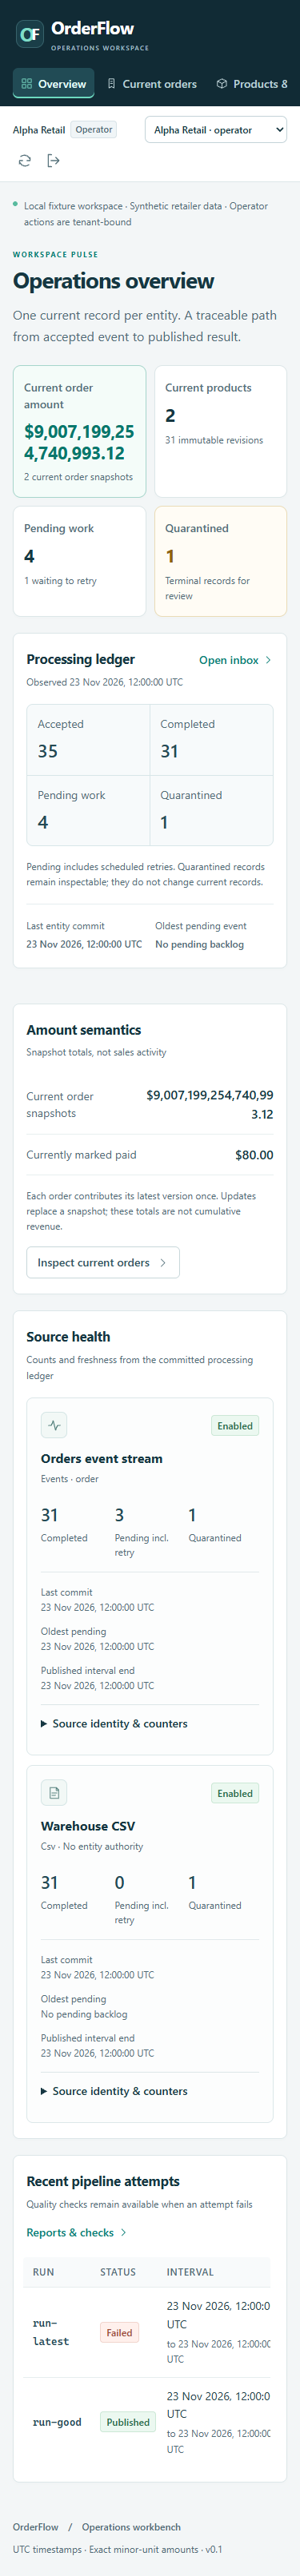 OF OrderFlow
OPERATIONS WORKSPACE
Overview Current orders Products &
Alpha Retail Operator Alpha Retail · operator
Local fixture workspace · Synthetic retailer data · Operator
actions are tenant-bound
WORKSPACE PULSE
Operations overview
One current record per entity. A traceable path
from accepted event to published result.
Current order
amount
$9,007,199,25
4,740,993.12
2 current order snapshots
Current products
2
31 immutable revisions
Pending work
4
1 waiting to retry
Quarantined
1
Terminal records for
review
Processing ledger Open inbox
Observed 23 Nov 2026, 12:00:00 UTC
Accepted
35
Completed
31
Pending work
4
Quarantined
1
Pending includes scheduled retries. Quarantined records
remain inspectable; they do not change current records.
Last entity commit
23 Nov 2026, 12:00:00 UTC
Oldest pending event
No pending backlog
Amount semantics
Snapshot totals, not sales activity
Current order
snapshots
$9,007,199,254,740,99
3.12
Currently marked paid $80.00
Each order contributes its latest version once. Updates
replace a snapshot; these totals are not cumulative
revenue.
Inspect current orders
Source health
Counts and freshness from the committed processing
ledger
Enabled
Orders event stream
Events · order
31
Completed
3
Pending incl.
retry
1
Quarantined
Last commit
23 Nov 2026, 12:00:00 UTC
Oldest pending
23 Nov 2026, 12:00:00 UTC
Published interval end
23 Nov 2026, 12:00:00 UTC
Source identity & counters
Enabled
Warehouse CSV
Csv · No entity authority
31
Completed
0
Pending incl.
retry
1
Quarantined
Last commit
23 Nov 2026, 12:00:00 UTC
Oldest pending
No pending backlog
Published interval end
23 Nov 2026, 12:00:00 UTC
Source identity & counters
Recent pipeline attempts
Quality checks remain available when an attempt fails
Reports & checks
RUN STATUS INTERVAL
run-
latest
Failed
23 Nov 2026, 12:00:0
UTC
to 23 Nov 2026, 12:00:00
UTC
run-good
Published
23 Nov 2026, 12:00:0
UTC
to 23 Nov 2026, 12:00:00
UTC
OrderFlow / Operations workbench
UTC timestamps · Exact minor-unit amounts · v0.1